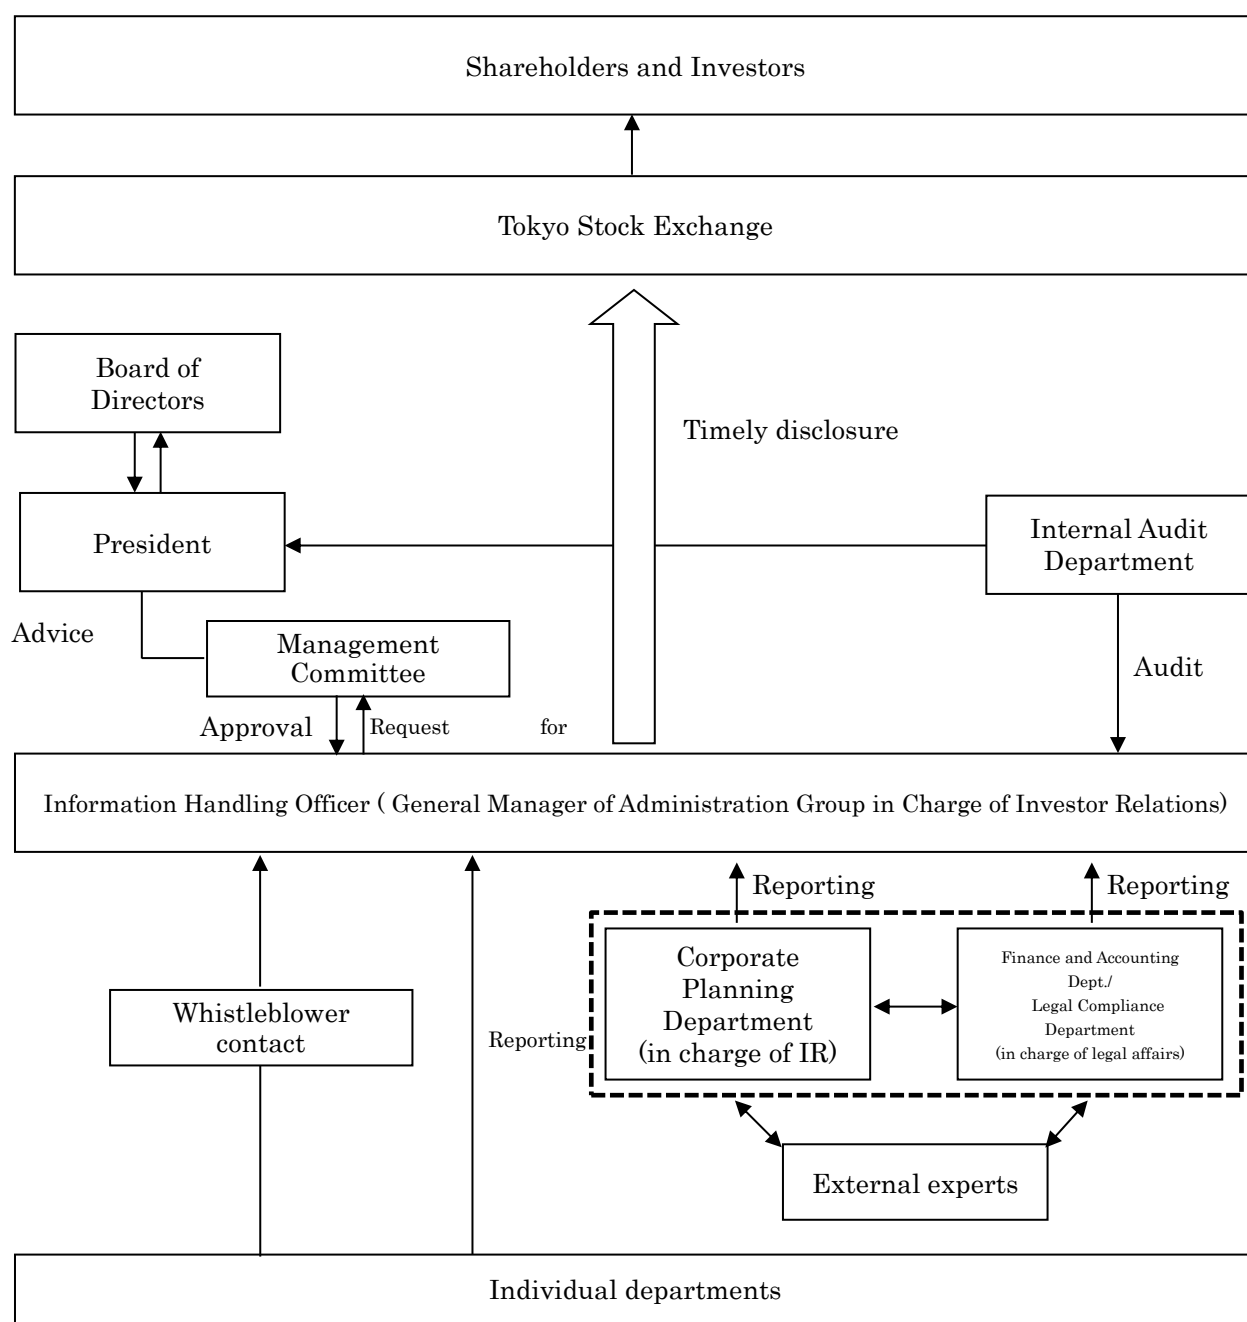 Shareholders and Investors
Tokyo Stock Exchange
Board of
Directors
Timely disclosure
President
Internal Audit
Department
Advice
Management
Committee
Audit
Approval
Request for
Information Handling Officer ( General Manager of Administration Group in Charge of Investor Relations)
Reporting
Reporting
Corporate
Planning
Department
(in charge of IR)
Finance and Accounting
Dept./
Legal Compliance
Department
(in charge of legal affairs)
Whistleblower
contact
Reporting
External experts
Individual departments